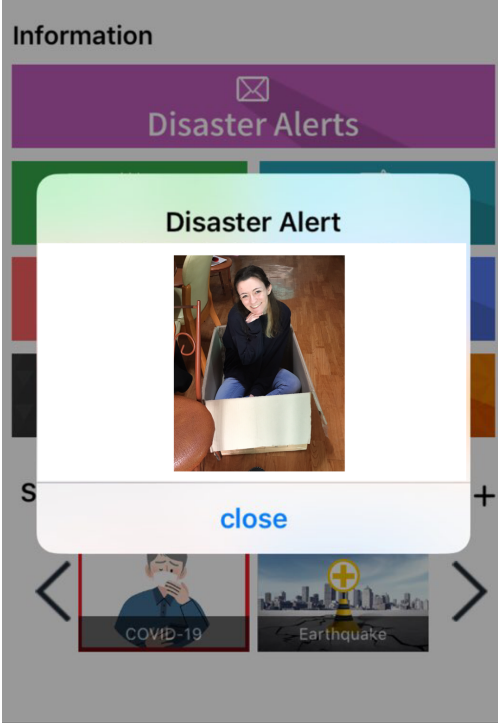 Information
Disaster Alerts
Disaster Alert
S
+
close
COVID-19
Earthquake